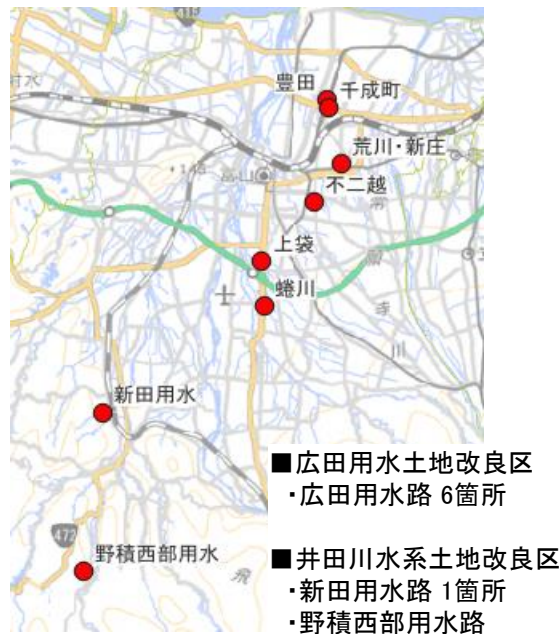 豊田
千成町
荒川・新庄
不二越
上袋
蜷川
新田用水
■広田用水土地改良区
・広田用水路 6箇所
472
野積西部用水
■井田川水系土地改良区
・新田用水路 1箇所
・野積西部用水路